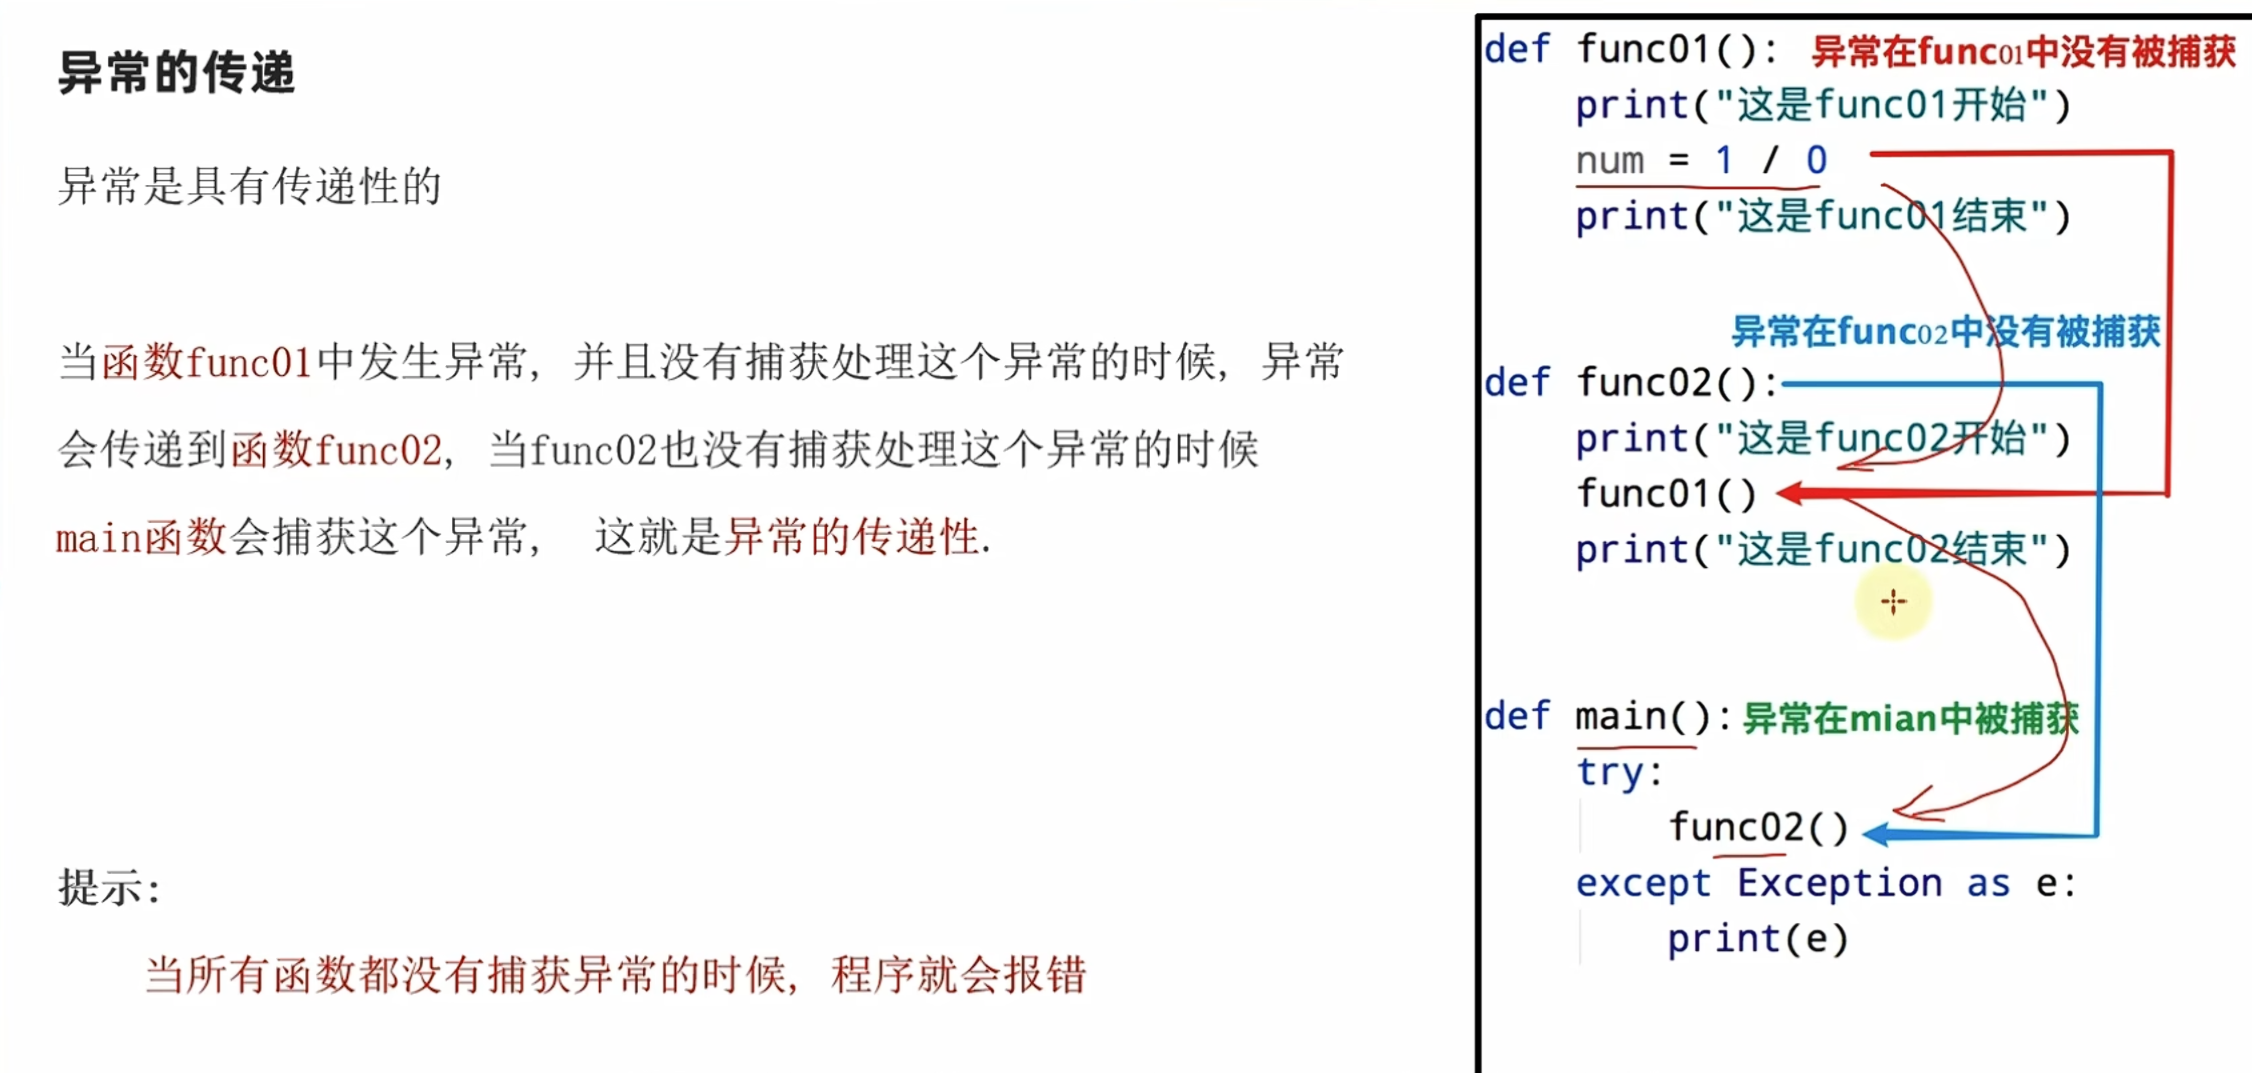 异常的传递
异常是具有传递性的
当函数func01中发生异常, 并且没有捕获处理这个异常的时候, 异常
会传递到函数func02, 当func02也没有捕获处理这个异常的时候
main函数会捕获这个异常, 这就是异常的传递性.
提示:
当所有函数都没有捕获异常的时候, 程序就会报错
def func01(): 异常在func01中没有被捕获
print("这是func01开始")
num = 1 / 0
print("这是func01结束")
异常在func02中没有被捕获
def func02():
print("这是func02开始")
func01()
print("这是func02结束")
def main(): 异常在mian中被捕获
try:
func02()
except Exception as e:
print(e)